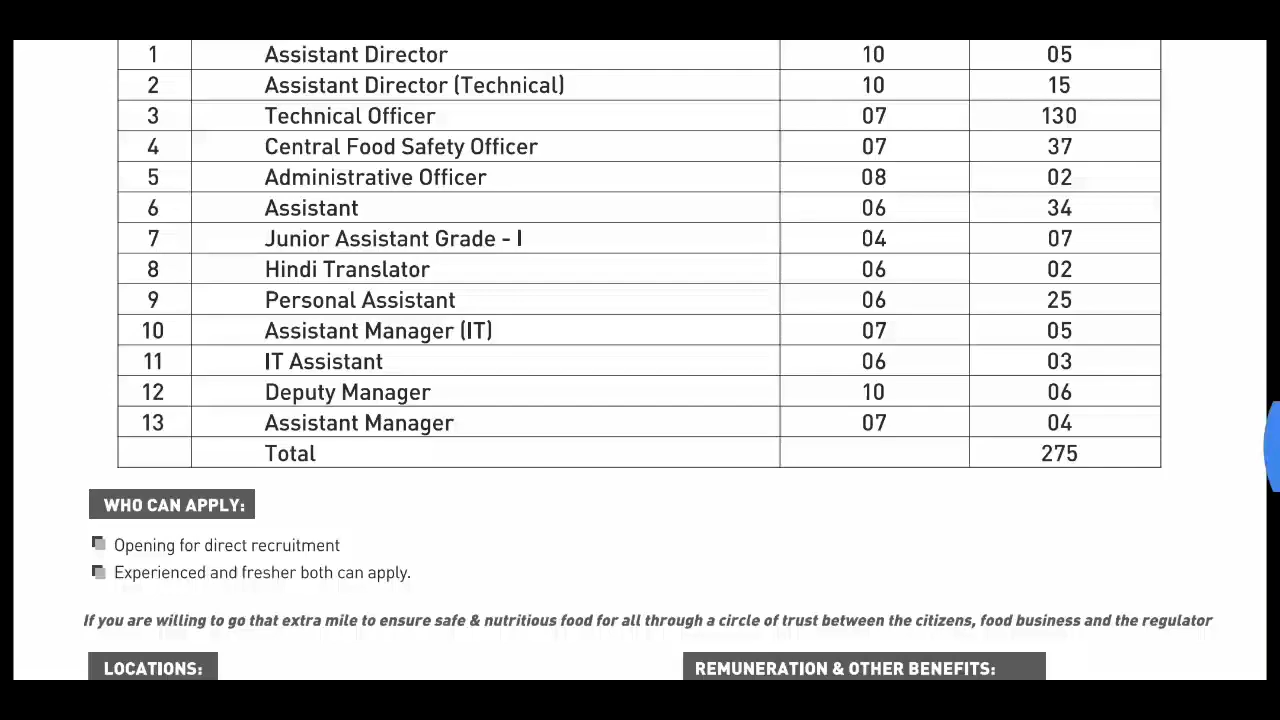 1 Assistant Director 10 05
2 Assistant Director (Technical) 10 15
3 Technical Officer 07 130
4 Central Food Safety Officer 07 37
5 Administrative Officer 08 02
6 Assistant 06 34
7 Junior Assistant Grade - I 04 07
8 Hindi Translator 06 02
9 Personal Assistant 06 25
10 Assistant Manager (IT) 07 05
11 IT Assistant 06 03
12 Deputy Manager 10 06
13 Assistant Manager 07 04
Total 275
WHO CAN APPLY:
Opening for direct recruitment
Experienced and fresher both can apply.
If you are willing to go that extra mile to ensure safe & nutritious food for all through a circle of trust between the citizens, food business and the regulator
LOCATIONS:
REMUNERATION & OTHER BENEFITS: